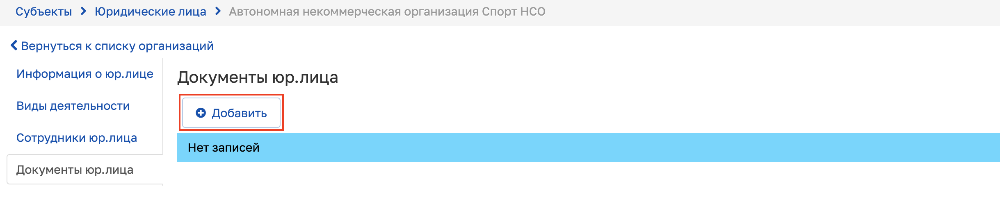 Субъекты Юридические лица Автономная некоммерческая организация Спорт НСО
Вернуться к списку организаций
Информация о юр.лице
Виды деятельности
Сотрудники юр.лица
Документы юр.лица
Документы юр.лица
Добавить
Нет записей